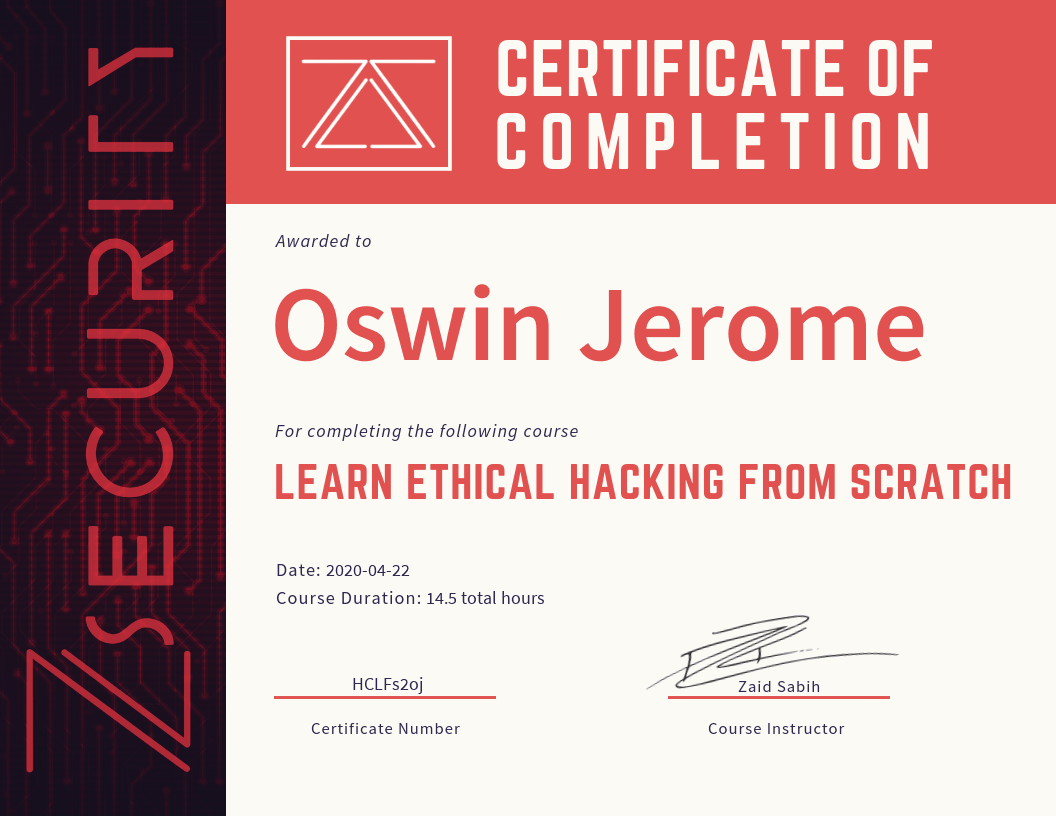 ZSECURITY
CERTIFICATE OF
COMPLETION
Awarded to
Oswin Jerome
For completing the following course
LEARN ETHICAL HACKING FROM SCRATCH
Date: 2020-04-22
Course Duration: 14.5 total hours
HCLFs2oj
Certificate Number
Zaid Sabih
Course Instructor